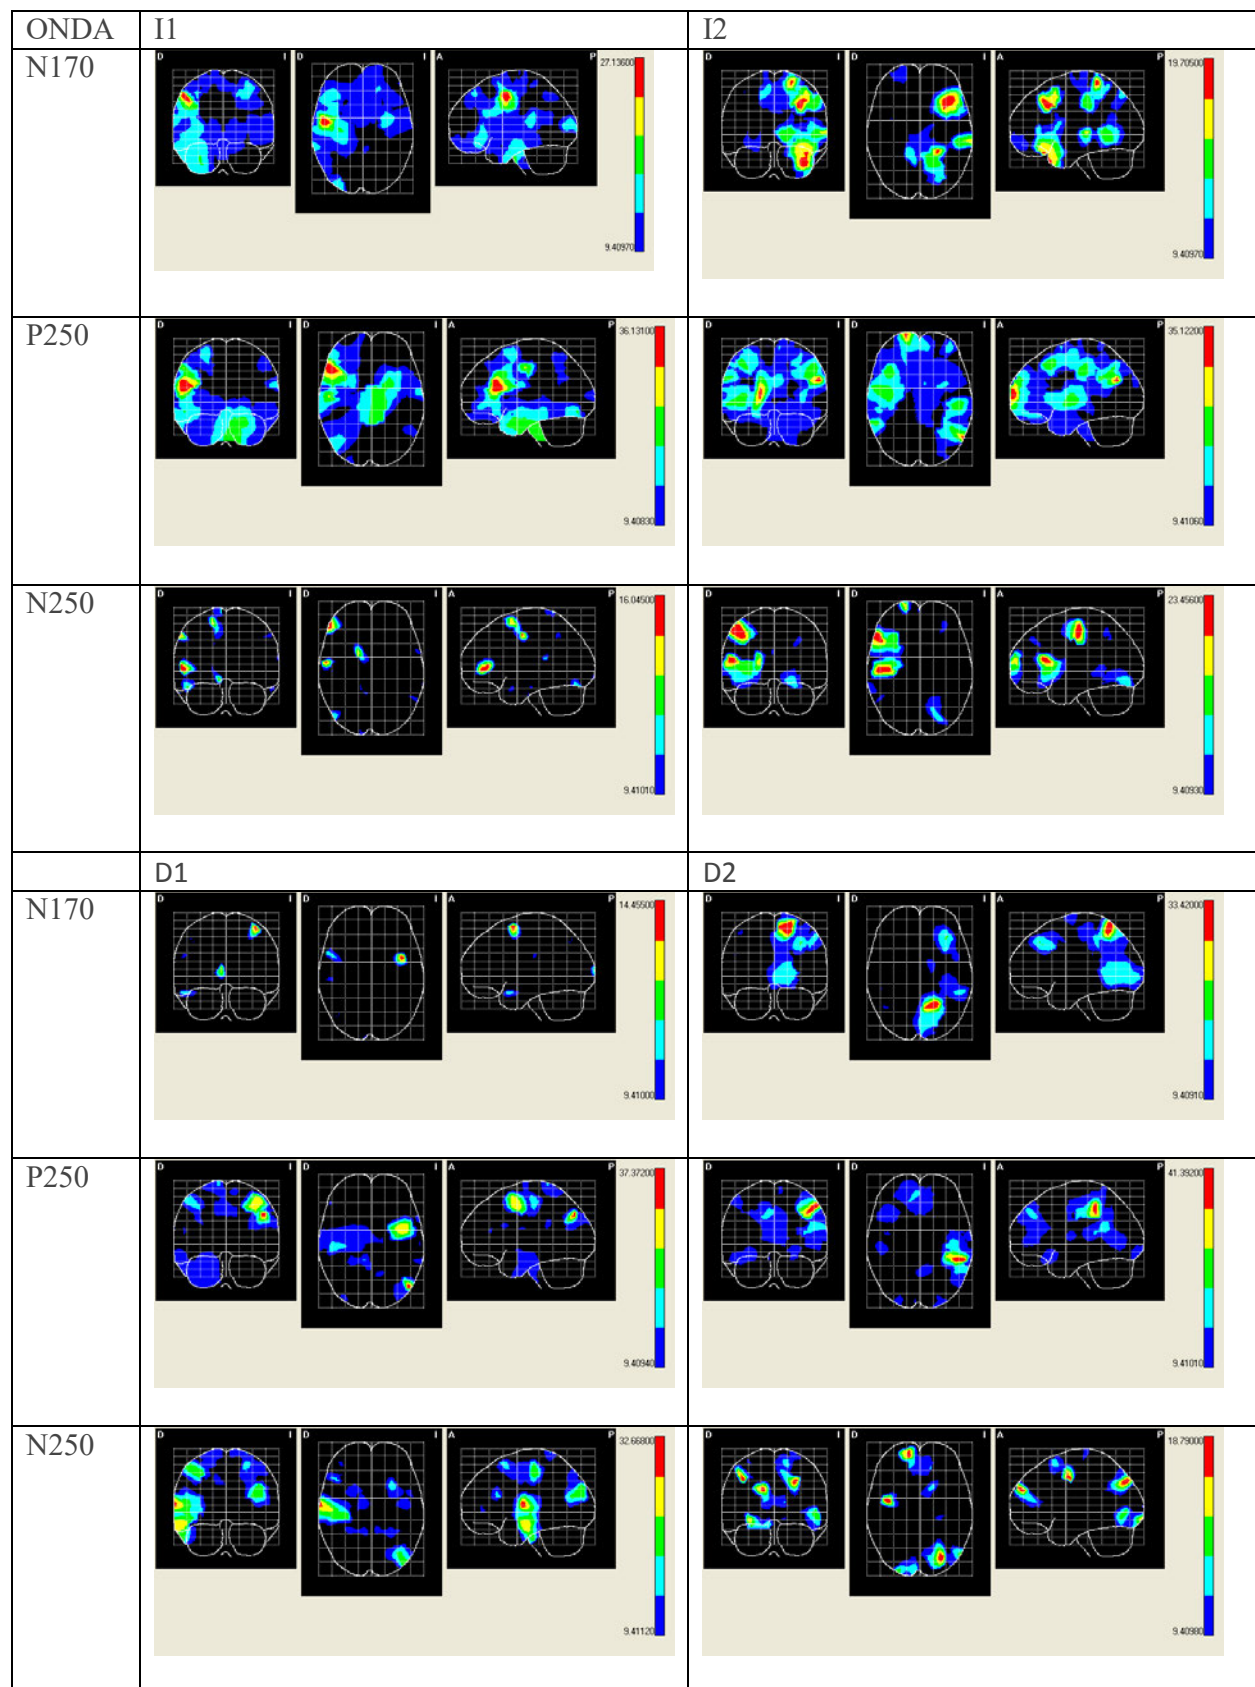 ONDA I1 I2
N170
D I D I A P 27.13600 9.40970
D I D I A P 19.70500 9.40970
P250
D I D I A P 36.13100 9.40830
D I D I A P 35.12200 9.41060
N250
D I D I A P 16.04500 9.41010
D I D I A P 23.45600 9.40930
D1 D2
N170
D I D I A P 14.45500 9.41000
D I D I A P 33.42000 9.40910
P250
D I D I A P 37.37200 9.40940
D I D I A P 41.39200 9.41010
N250
D I D I A P 32.66800 9.41120
D I D I A P 18.79000 9.40980